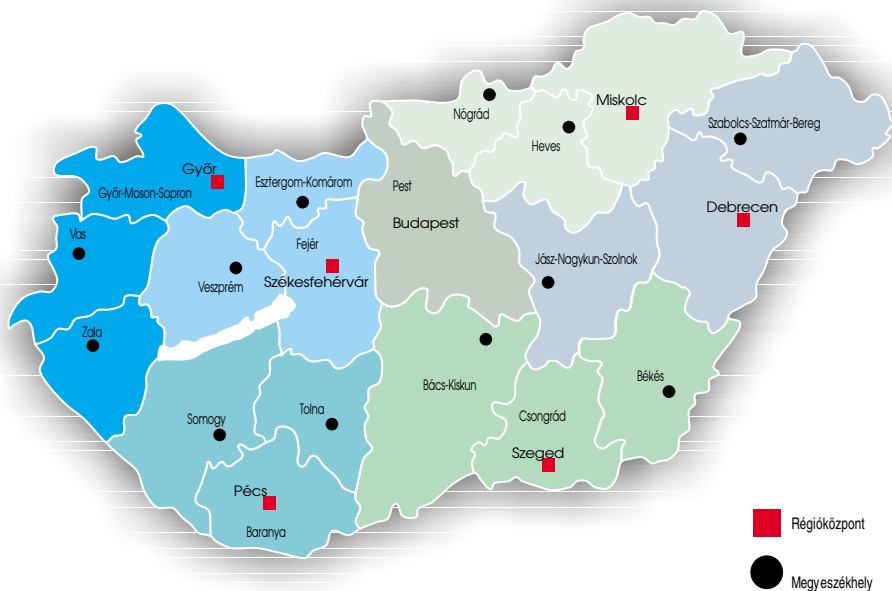 Miskolc
Nógrád
Szabolcs-Szatmár-Bereg
Heves
Győr
Esztergom-Komárom
Pest
Győr-Moson-Sopron
Debrecen
Budapest
Vas
Fejér
Jász-Nagykun-Szolnok
Székesfehérvár
Veszprém
Zala
Békés
Bács-Kiskun
Tolna
Csongrád
Somogy
Szeged
Pécs
Régióközpont
Baranya
Megyeszékhely